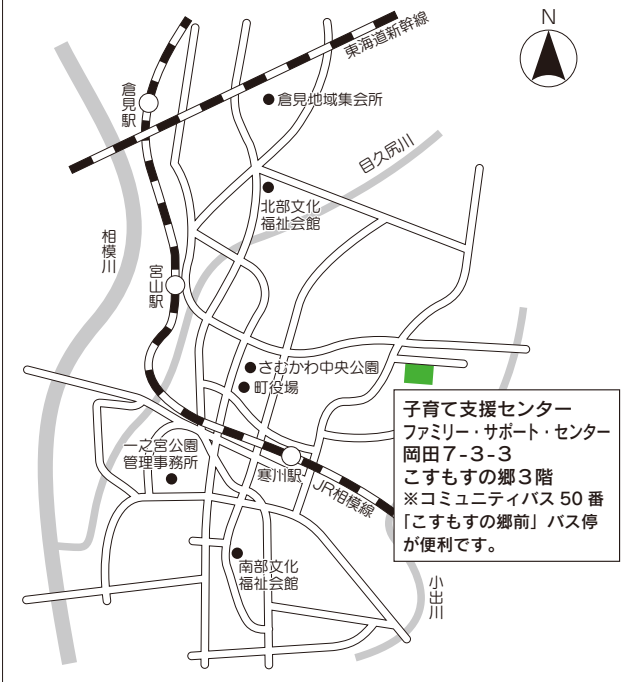 N
東海道新幹線
倉見駅
倉見地域集会所
目久尻川
北部文化
福祉会館
相模川
宮山駅
さむかわ中央公園
町役場
子育て支援センター
ファミリー・サポート・センター
岡田7-3-3
こすもすの郷3階
※コミュニティバス 50 番
「こすもすの郷前」バス停
が便利です。
一之宮公園
管理事務所
寒川駅
JR相模線
南部文化
福祉会館
小出川